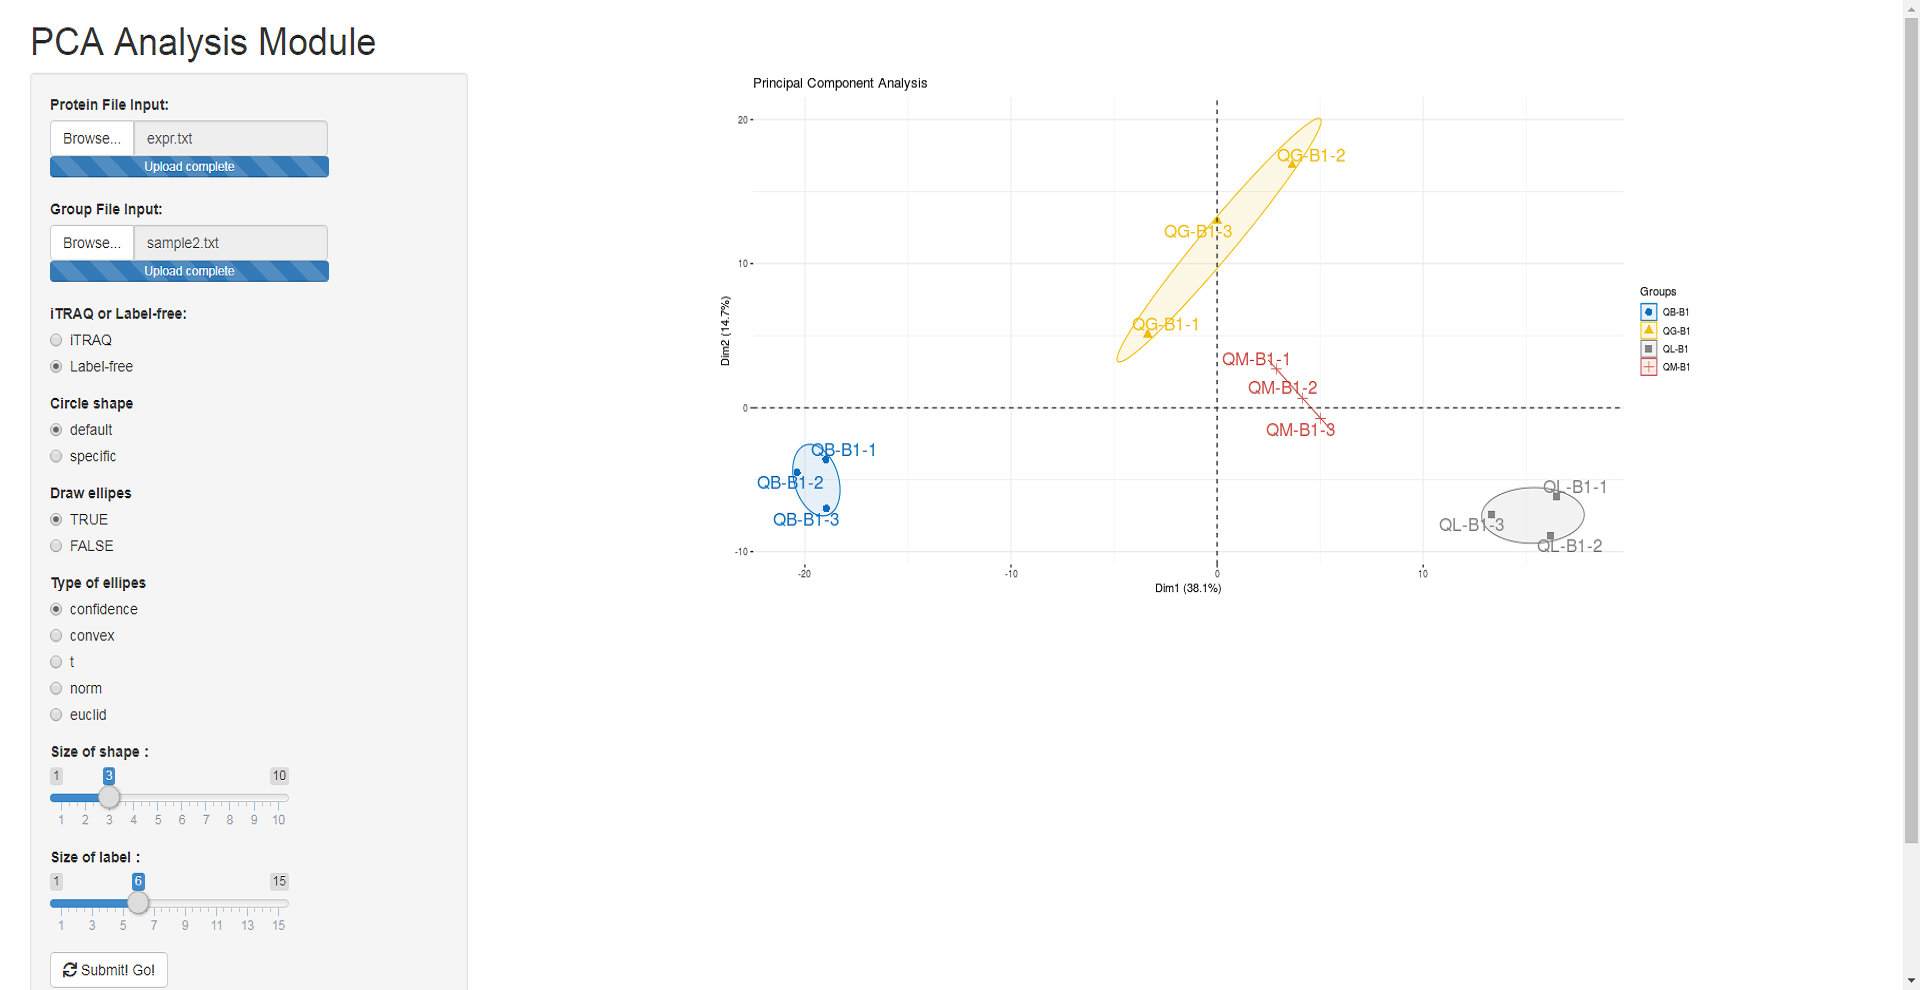 PCA Analysis Module
Protein File Input:
Browse... expr.txt
Upload complete
Group File Input:
Browse... sample2.txt
Upload complete
iTRAQ or Label-free:
iTRAQ
Label-free
Circle shape
default
specific
Draw ellipes
TRUE
FALSE
Type of ellipes
confidence
convex
t
norm
euclid
Size of shape :
1 3 10
1 2 3 4 5 6 7 8 9 10
Size of label :
1 6 15
1 3 5 7 9 11 13 15
Submit! Go!
Principal Component Analysis
20
10
0
-10
Dim2 (14.7%)
QG-B1-2
QG-B1-3
QG-B1-1
QM-B1-1
QM-B1-2
QM-B1-3
QB-B1-1
QB-B1-2
QB-B1-3
QL-B1-1
QL-B1-3
QL-B1-2
-20 -10 0 10
Dim1 (38.1%)
Groups
QB-B1
QG-B1
QL-B1
QM-B1